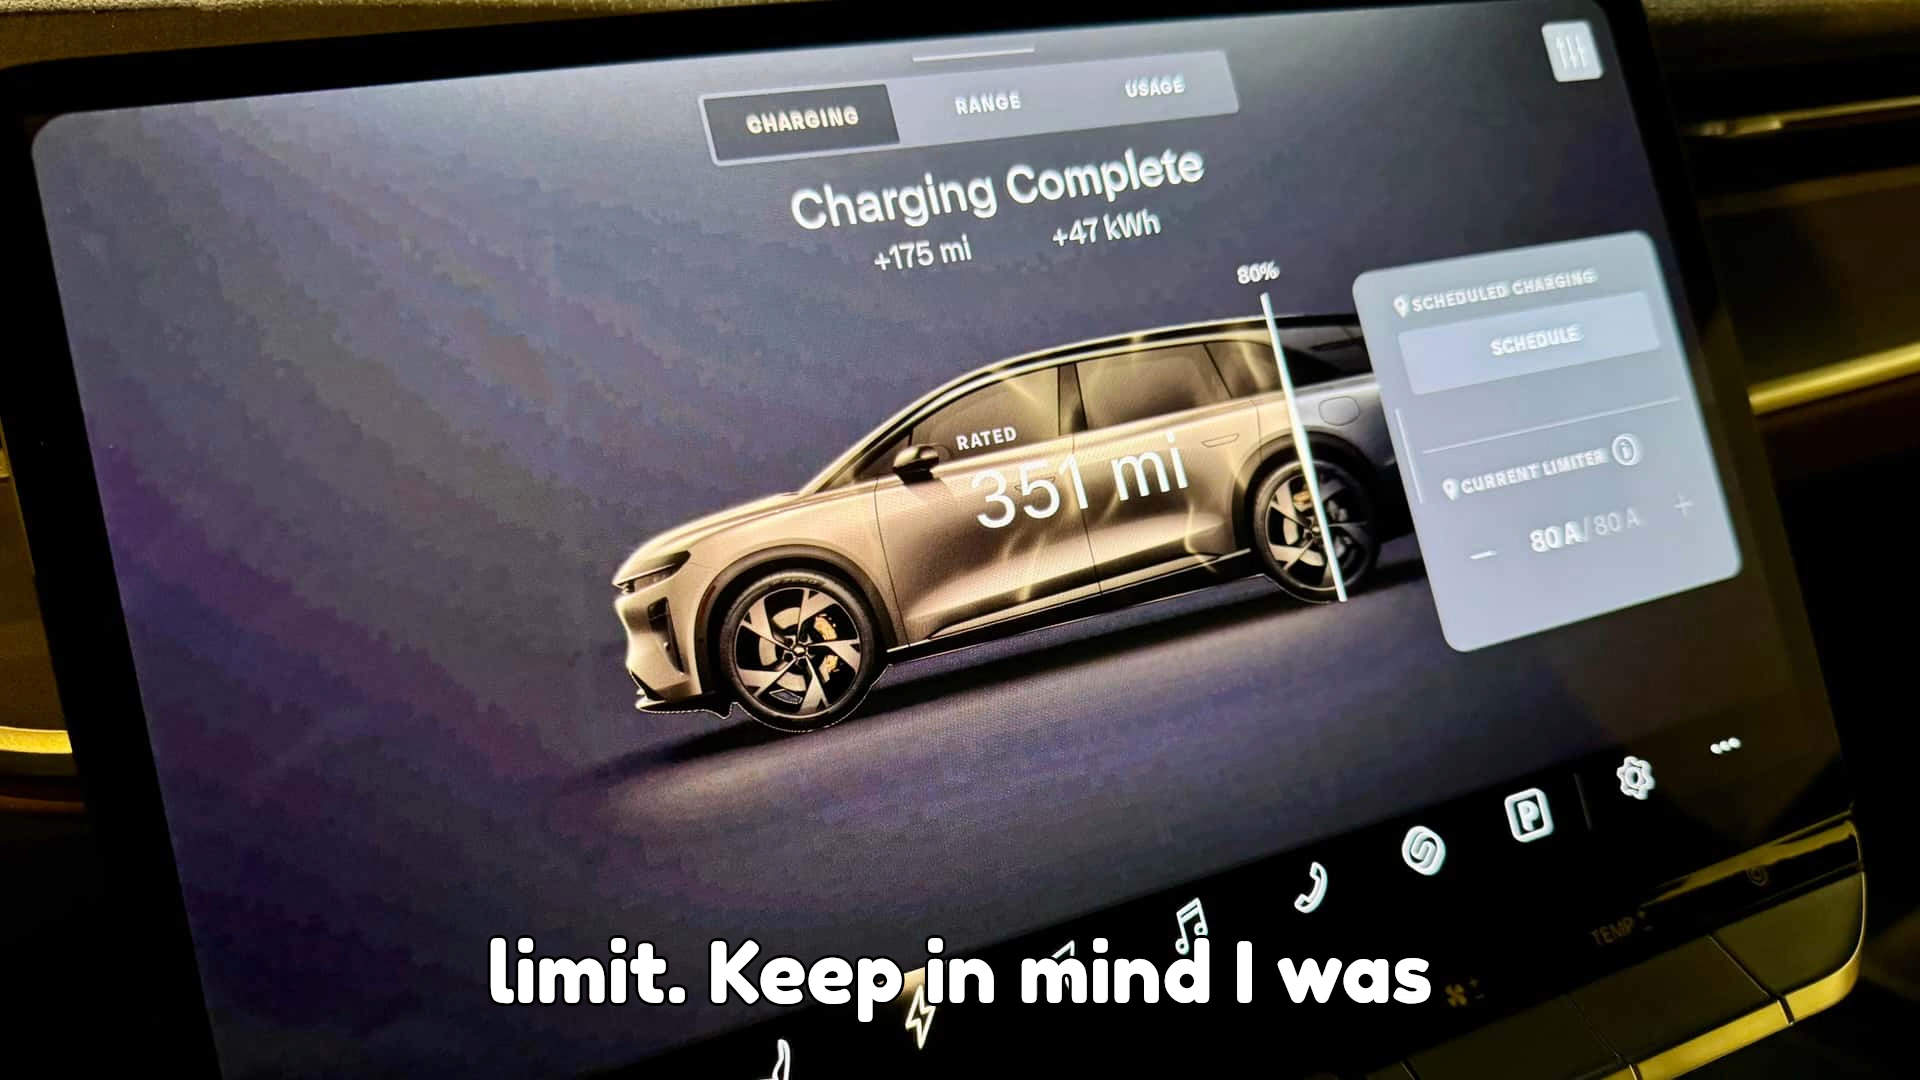 CHARGING
RANGE
USAGE
Charging Complete
+175 mi
+47 kWh
80%
RATED
351 mi
SCHEDULED CHARGING
SCHEDULE
CURRENT LIMITER
80 A / 80 A
P
TEMP
limit. Keep in mind I was